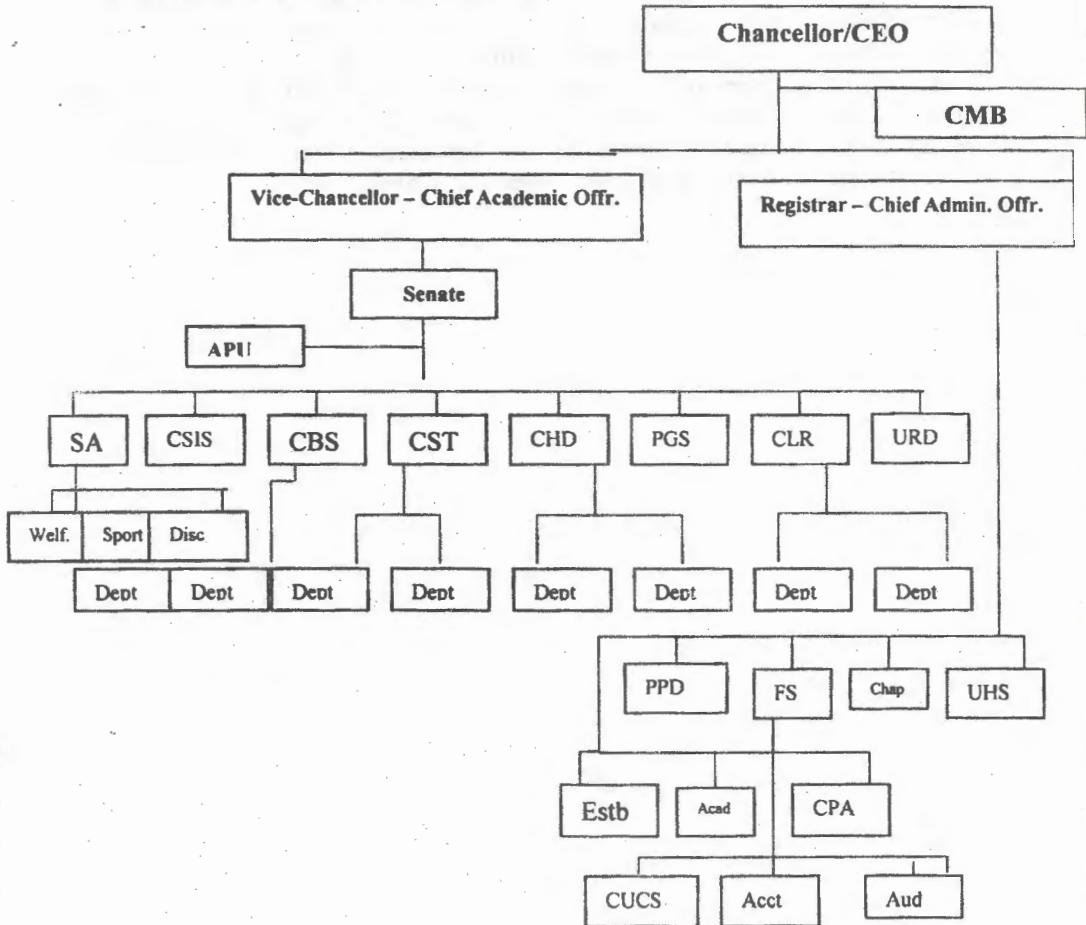 Chancellor/CEO
CMB
Vice-Chancellor – Chief Academic Offr.
Registrar – Chief Admin. Offr.
Senate
APU
SA
CSIS
CBS
CST
CHD
PGS
CLR
URD
Welf.
Sport
Disc
Dept
Dept
Dept
Dept
Dept
Dept
Dept
Dept
PPD
FS
Chap
UHS
Estb
Acad
CPA
CUCS
Acct
Aud